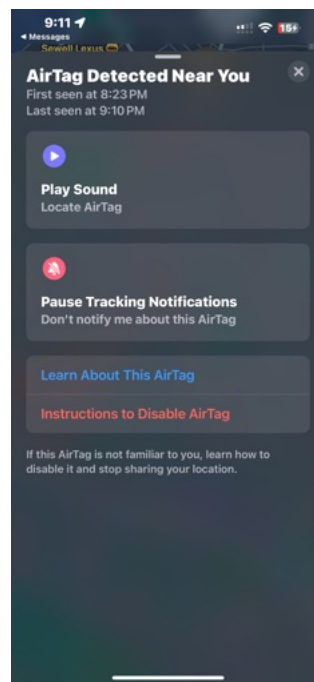 9:11
15
Messages
Sewell Lexus
AirTag Detected Near You
First seen at 8:23 PM
Last seen at 9:10 PM
Play Sound
Locate AirTag
Pause Tracking Notifications
Don't notify me about this AirTag
Learn About This AirTag
Instructions to Disable AirTag
If this AirTag is not familiar to you, learn how to
disable it and stop sharing your location.